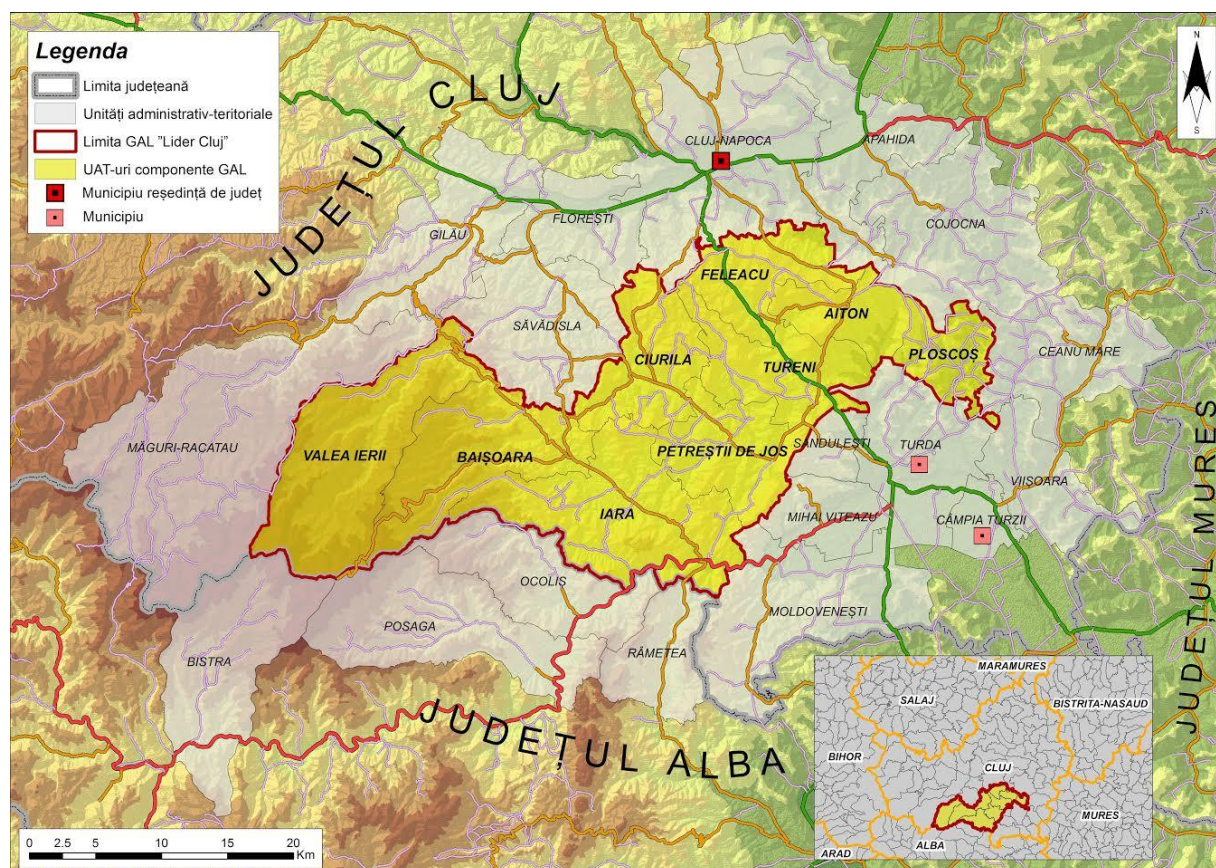 Legenda
Limita județeană
Unități administrativ-teritoriale
Limita GAL "Lider Cluj"
UAT-uri componente GAL
Municipiu reședință de județ
Municipiu
N
S
JUDEȚUL CLUJ
CLUJ-NAPOCA
APAHIDA
FLOREȘTI
GILĂU
COJOCNA
FELEACU
AITON
SĂVĂDISLA
CIURILA
TURENI
PLOSCOȘ
CEANU MARE
MĂGURI-RACATAU
VALEA IERII
BAIȘOARA
PETREȘTII DE JOS
SĂNDULEȘTI
TURDA
VIIȘOARA
IARA
MIHAI VITEAZU
CÂMPIA TURZII
OCOLIȘ
MOLDOVENEȘTI
POSAGA
BISTRA
RÂMETEA
JUDEȚUL ALBA
JUDEȚUL MUREȘ
MARAMURES
SALAJ
BISTRITA-NASAUD
BIHOR
CLUJ
MURES
ALBA
ARAD
0 2.5 5 10 15 20
Km